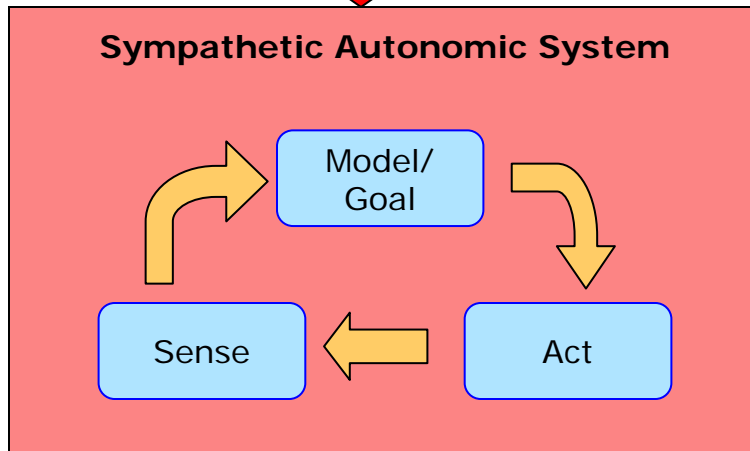 Sympathetic Autonomic System
Model/
Goal
Sense
Act